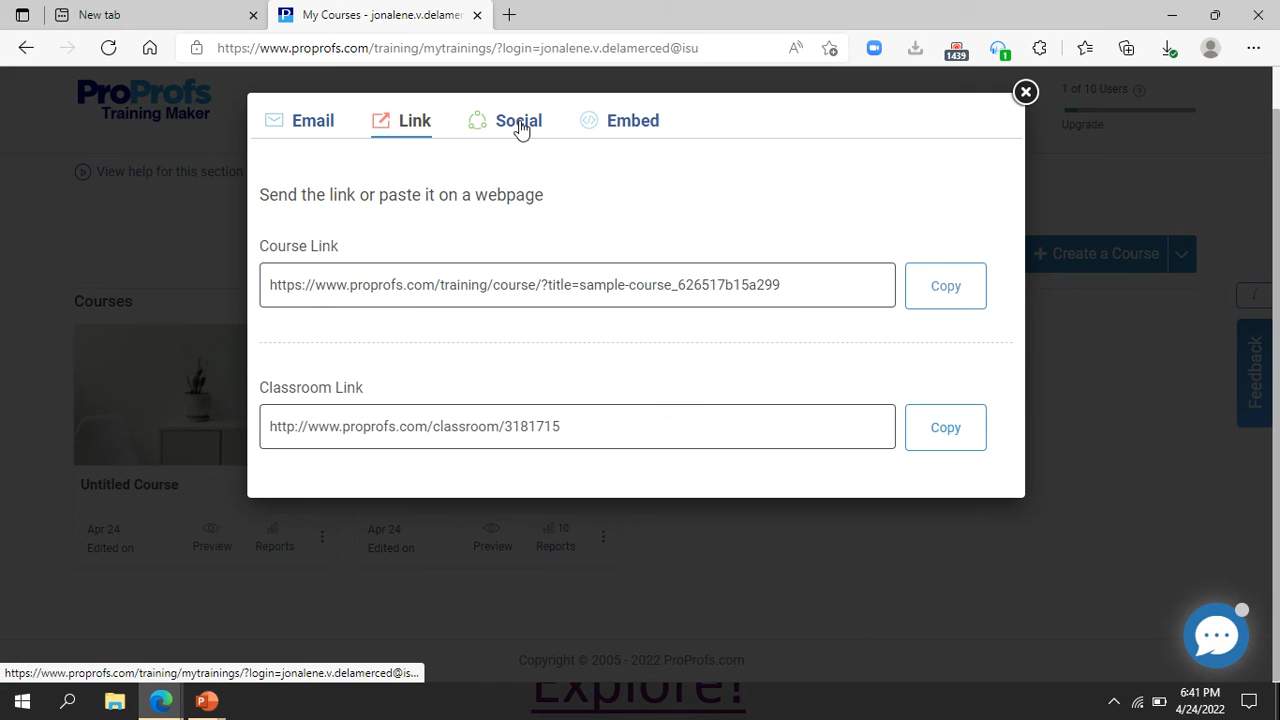 New tab
My Courses - jonalene.v.delamer
https://www.proprofs.com/training/mytrainings/?login=jonalene.v.delamerced@isu
1439
1
ProProfs
Training Maker
1 of 10 Users
Upgrade
View help for this section
Email
Link
Social
Embed
Send the link or paste it on a webpage
Course Link
https://www.proprofs.com/training/course/?title=sample-course_626517b15a299
Copy
Classroom Link
http://www.proprofs.com/classroom/3181715
Copy
+ Create a Course
Courses
Feedback
Untitled Course
Apr 24
Edited on
Preview
Reports
Apr 24
Edited on
Preview
10
Reports
Copyright © 2005 - 2022 ProProfs.com
Explore!
https://www.proprofs.com/training/mytrainings/?login=jonalene.v.delamerced@is...
6:41 PM
4/24/2022